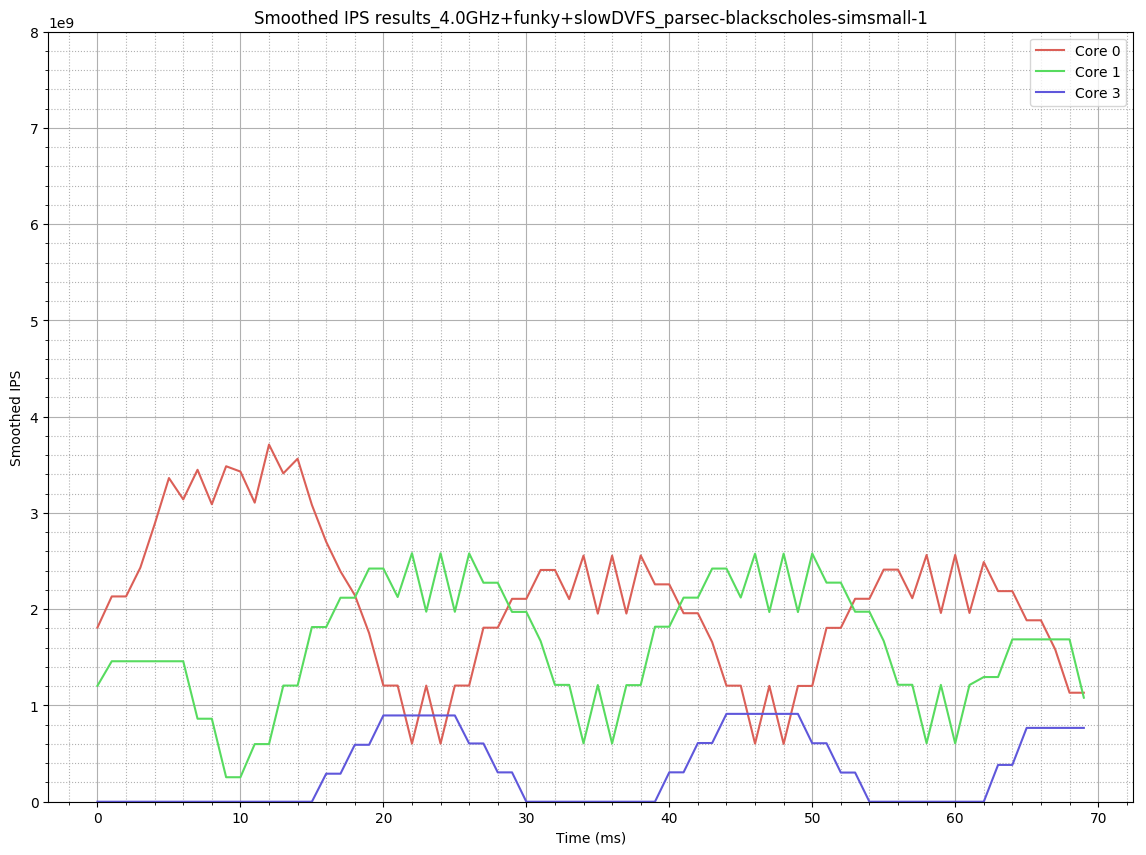 Smoothed IPS results_4.0GHz+funky+slowDVFS_parsec-blackscholes-simsmall-1
1e9
8
7
6
5
4
3
2
1
0
Smoothed IPS
Core 0
Core 1
Core 3
0 10 20 30 40 50 60 70
Time (ms)